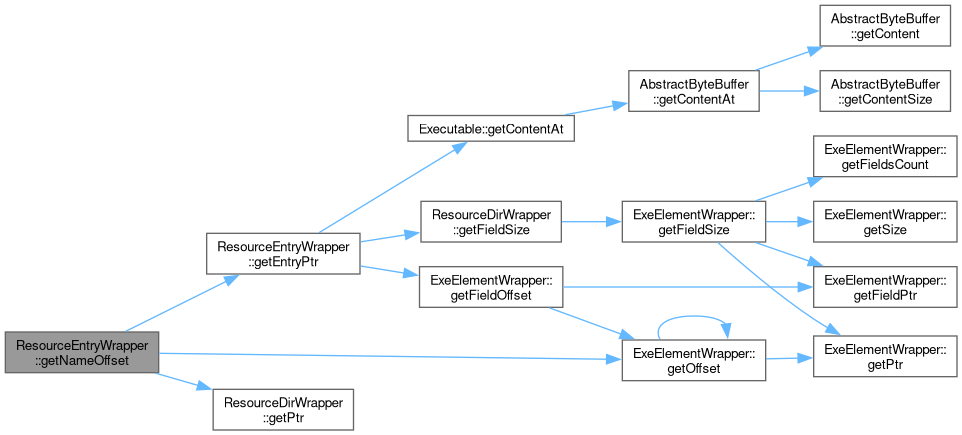 AbstractByteBuffer
::getContent
AbstractByteBuffer
::getContentAt
AbstractByteBuffer
::getContentSize
Executable::getContentAt
ExeElementWrapper::
getFieldsCount
ResourceDirWrapper
::getFieldSize
ExeElementWrapper::
getFieldSize
ExeElementWrapper::
getSize
ResourceEntryWrapper
::getEntryPtr
ExeElementWrapper::
getFieldOffset
ExeElementWrapper::
getFieldPtr
ResourceEntryWrapper
::getNameOffset
ExeElementWrapper::
getOffset
ExeElementWrapper::
getPtr
ResourceDirWrapper
::getPtr